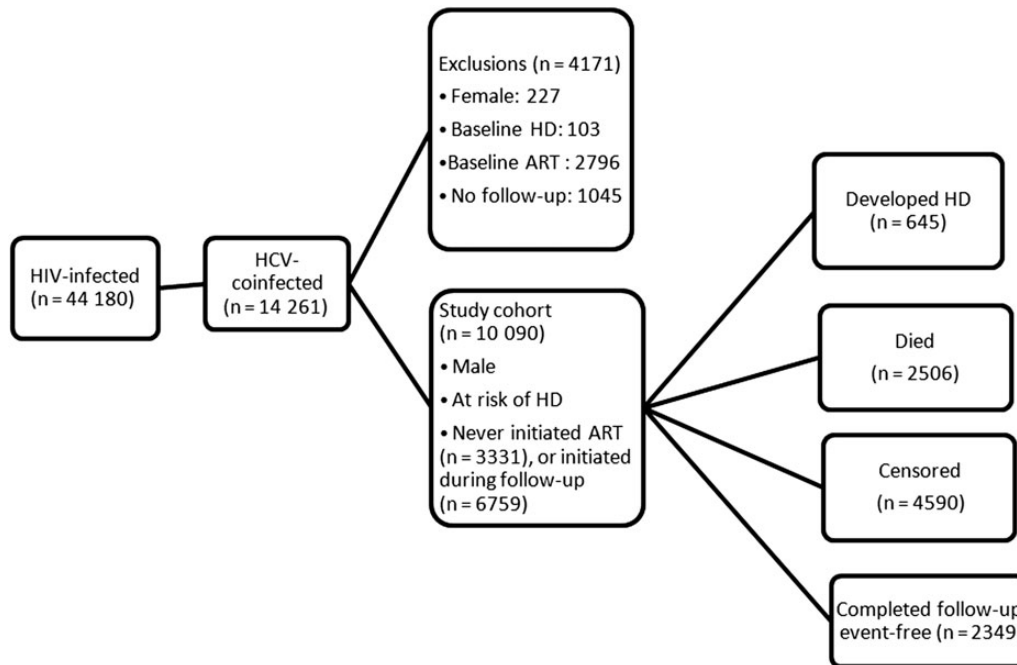 HIV-infected
(n = 44 180)
HCV-
coinfected
(n = 14 261)
Exclusions (n = 4171)
• Female: 227
• Baseline HD: 103
•Baseline ART : 2796
• No follow-up: 1045
Study cohort
(n = 10 090)
• Male
• At risk of HD
• Never initiated ART
(n = 3331), or initiated
during follow-up
(n = 6759)
Developed HD
(n = 645)
Died
(n = 2506)
Censored
(n = 4590)
Completed follow-up
event-free (n = 2349